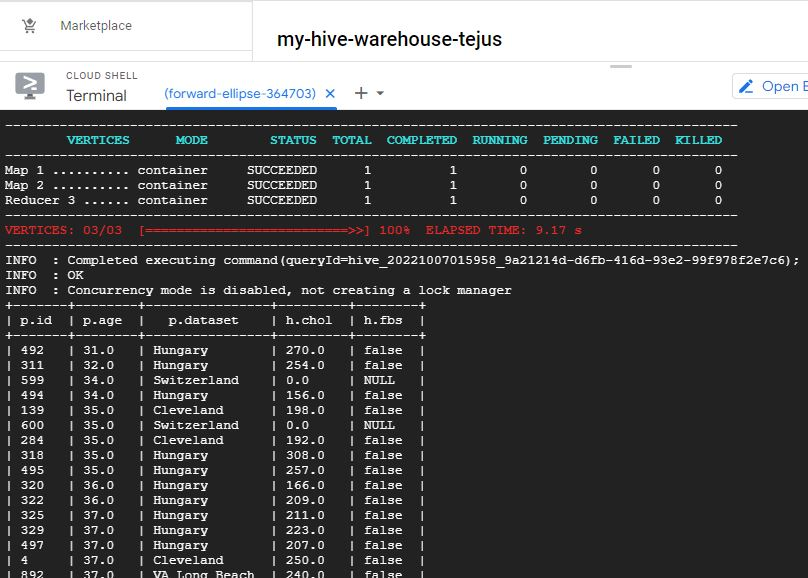 Marketplace
my-hive-warehouse-tejus
CLOUD SHELL
Terminal
(forward-ellipse-364703)
Open E
VERTICES MODE STATUS TOTAL COMPLETED RUNNING PENDING FAILED KILLED
Map 1 .......... container SUCCEEDED 1 1 0 0 0 0
Map 2 .......... container SUCCEEDED 1 1 0 0 0 0
Reducer 3 ...... container SUCCEEDED 1 1 0 0 0 0
VERTICES: 03/03 [==========================>>] 100% ELAPSED TIME: 9.17 s
INFO : Completed executing command(queryId=hive_20221007015958_9a21214d-d6fb-416d-93e2-99f978f2e7c6);
INFO : OK
INFO : Concurrency mode is disabled, not creating a lock manager
| p.id | p.age | p.dataset | h.chol | h.fbs |
| 492 | 31.0 | Hungary | 270.0 | false |
| 311 | 32.0 | Hungary | 254.0 | false |
| 599 | 34.0 | Switzerland | 0.0 | NULL |
| 494 | 34.0 | Hungary | 156.0 | false |
| 139 | 35.0 | Cleveland | 198.0 | false |
| 600 | 35.0 | Switzerland | 0.0 | NULL |
| 284 | 35.0 | Cleveland | 192.0 | false |
| 318 | 35.0 | Hungary | 308.0 | false |
| 495 | 35.0 | Hungary | 257.0 | false |
| 320 | 36.0 | Hungary | 166.0 | false |
| 322 | 36.0 | Hungary | 209.0 | false |
| 325 | 37.0 | Hungary | 211.0 | false |
| 329 | 37.0 | Hungary | 223.0 | false |
| 497 | 37.0 | Hungary | 207.0 | false |
| 4 | 37.0 | Cleveland | 250.0 | false |
| 892 | 37.0 | VA Long Beach | 240.0 | false |